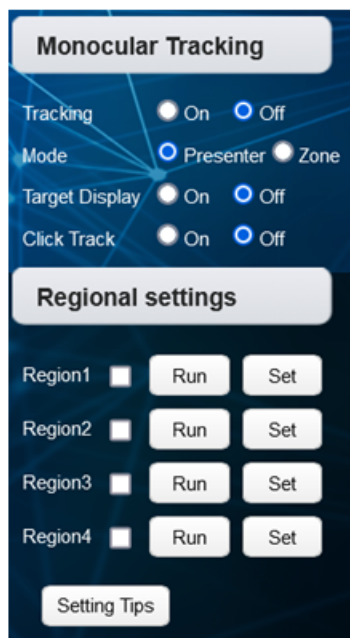 Monocular Tracking
Tracking On Off
Mode Presenter Zone
Target Display On Off
Click Track On Off
Regional settings
Region1 Run Set
Region2 Run Set
Region3 Run Set
Region4 Run Set
Setting Tips